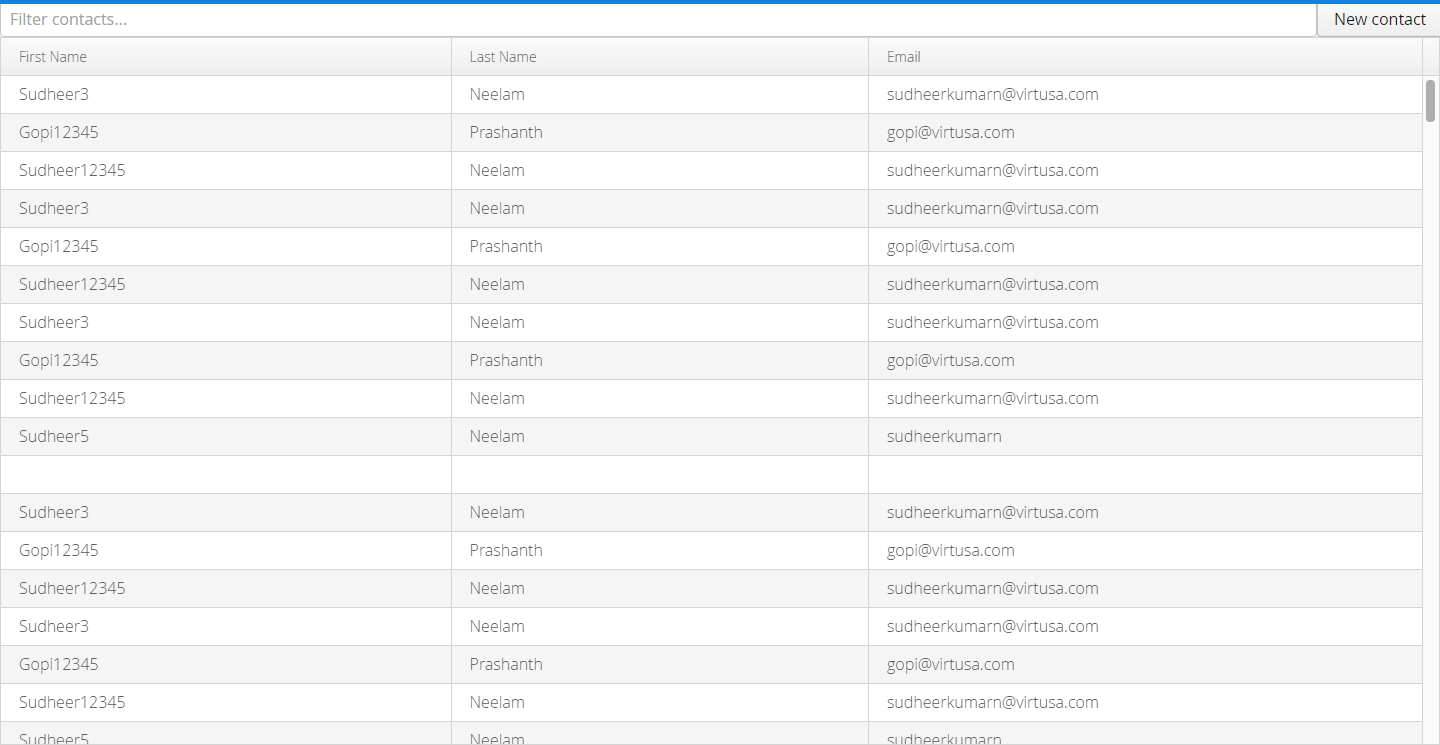 Filter contacts... New contact
First Name Last Name Email
Sudheer3 Neelam sudheerkumarn@virtusa.com
Gopi12345 Prashanth gopi@virtusa.com
Sudheer12345 Neelam sudheerkumarn@virtusa.com
Sudheer3 Neelam sudheerkumarn@virtusa.com
Gopi12345 Prashanth gopi@virtusa.com
Sudheer12345 Neelam sudheerkumarn@virtusa.com
Sudheer3 Neelam sudheerkumarn@virtusa.com
Gopi12345 Prashanth gopi@virtusa.com
Sudheer12345 Neelam sudheerkumarn@virtusa.com
Sudheer5 Neelam sudheerkumarn
Sudheer3 Neelam sudheerkumarn@virtusa.com
Gopi12345 Prashanth gopi@virtusa.com
Sudheer12345 Neelam sudheerkumarn@virtusa.com
Sudheer3 Neelam sudheerkumarn@virtusa.com
Gopi12345 Prashanth gopi@virtusa.com
Sudheer12345 Neelam sudheerkumarn@virtusa.com
Sudheer5 Neelam sudheerkumarn